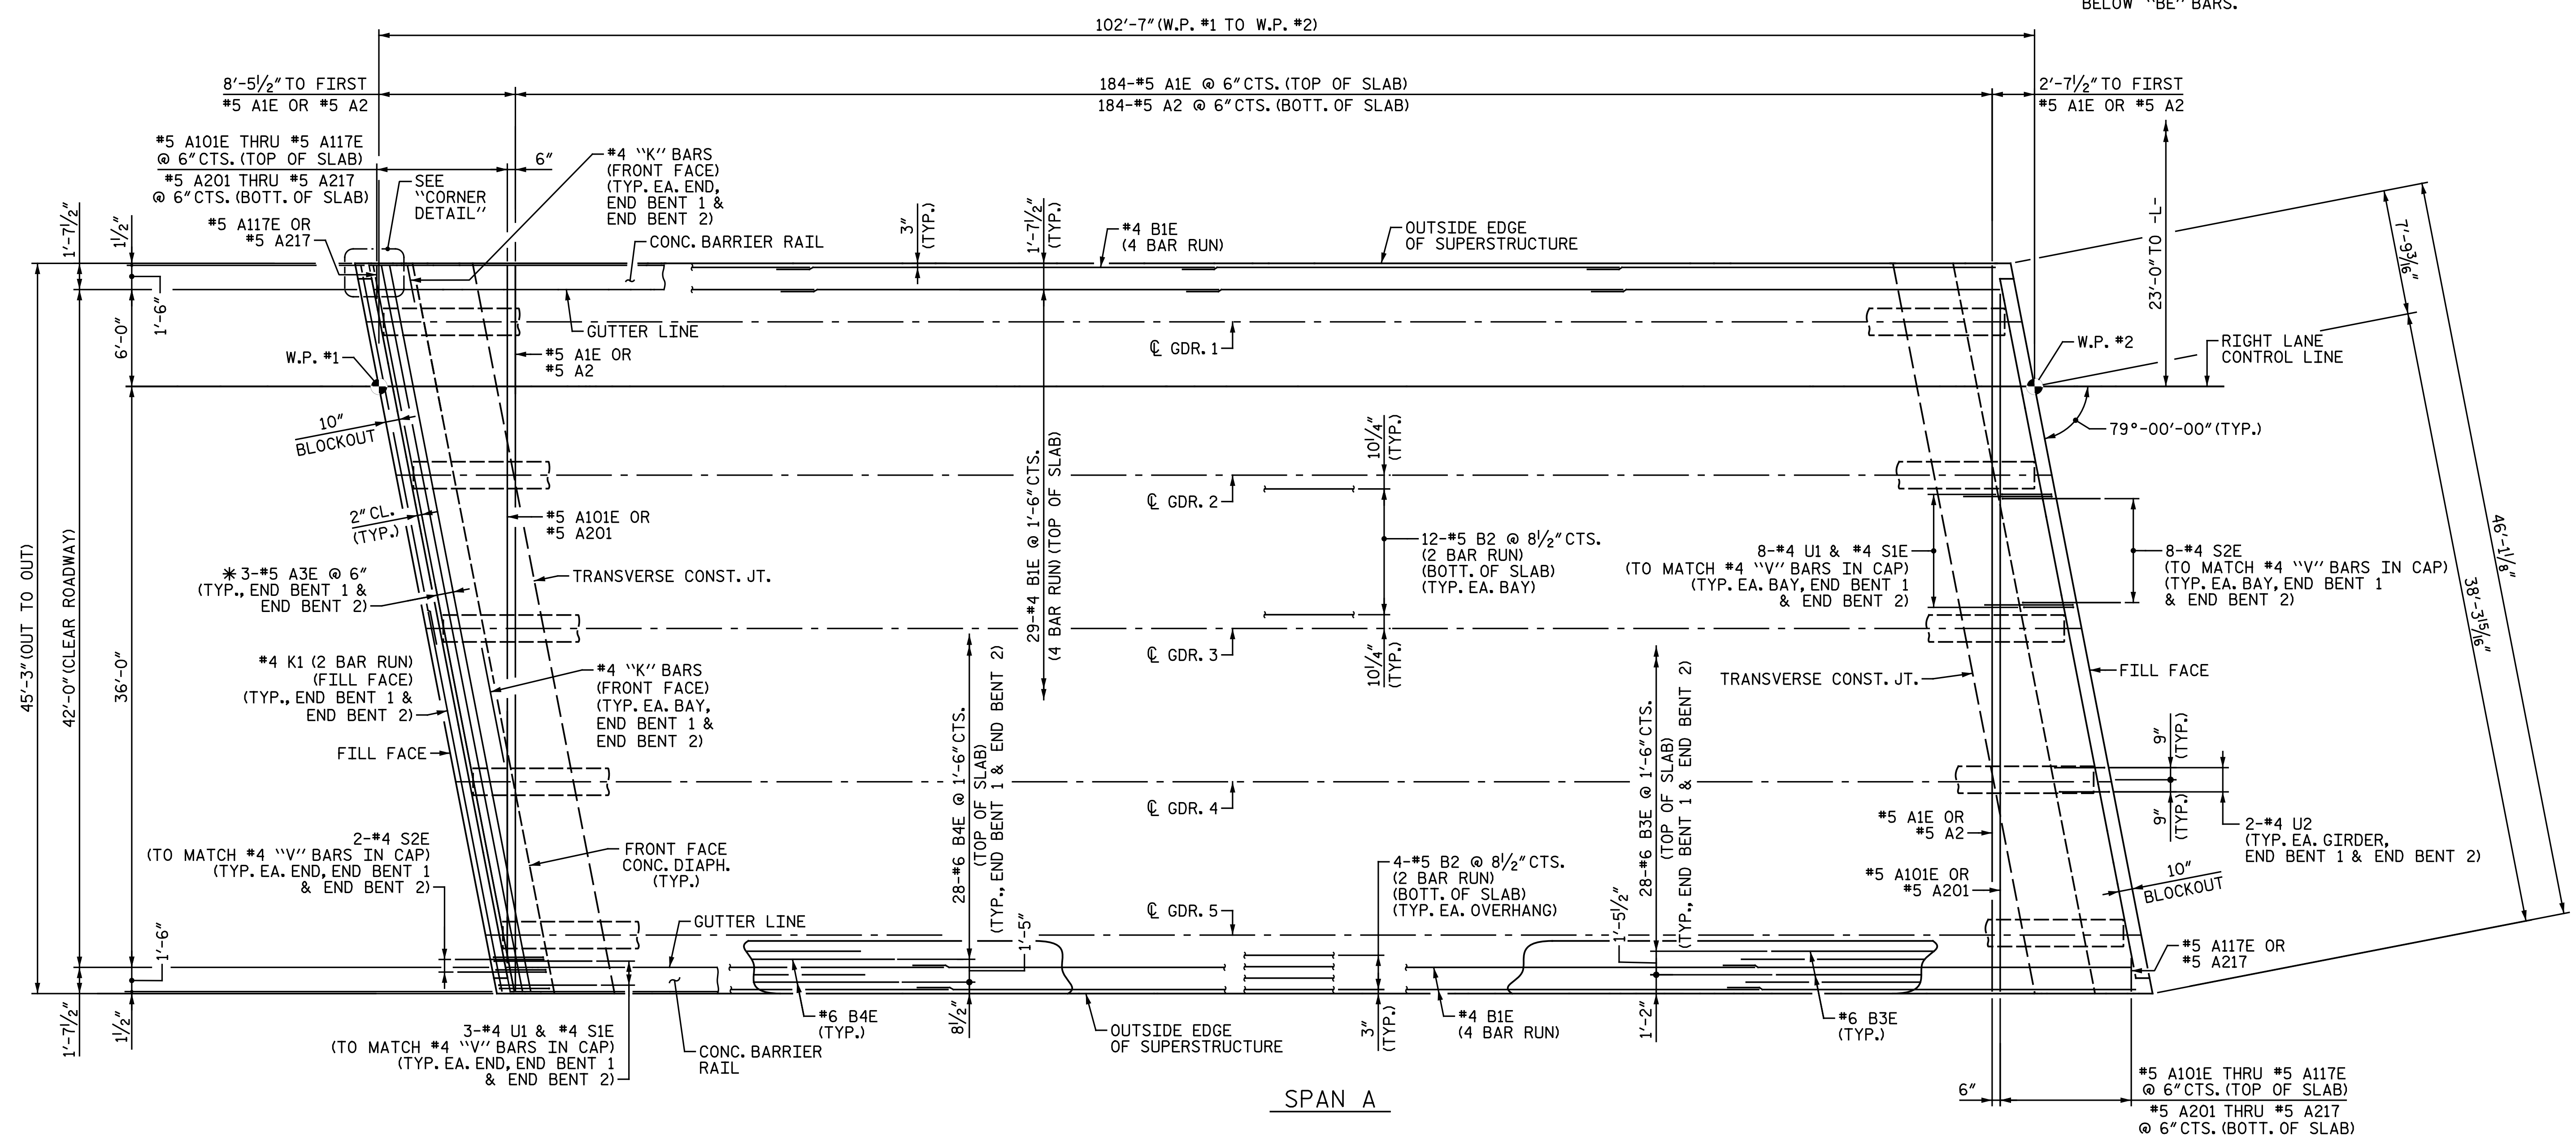 BELOW "BE" BARS.
102'-7" (W.P. #1 TO W.P. #2)
8'-5½" TO FIRST
#5 A1E OR #5 A2
184-#5 A1E @ 6" CTS. (TOP OF SLAB)
184-#5 A2 @ 6" CTS. (BOTT. OF SLAB)
2'-7½" TO FIRST
#5 A1E OR #5 A2
#5 A101E THRU #5 A117E
@ 6" CTS. (TOP OF SLAB)
#5 A201 THRU #5 A217
@ 6" CTS. (BOTT. OF SLAB)
6"
SEE
"CORNER
DETAIL"
#4 "K" BARS
(FRONT FACE)
(TYP. EA. END,
END BENT 1 &
END BENT 2)
#5 A117E OR
#5 A217
CONC. BARRIER RAIL
3"
(TYP.)
1'-7½"
(TYP.)
#4 B1E
(4 BAR RUN)
OUTSIDE EDGE
OF SUPERSTRUCTURE
23'-0" TO -L-
7'-9 3/16"
1'-7½"
1½"
1'-6"
6'-0"
GUTTER LINE
W.P. #1
#5 A1E OR
#5 A2
℄ GDR. 1
W.P. #2
RIGHT LANE
CONTROL LINE
10"
BLOCKOUT
79°-00'-00" (TYP.)
10¼"
(TYP.)
℄ GDR. 2
2" CL.
(TYP.)
#5 A101E OR
#5 A201
29-#4 B1E @ 1'-6" CTS.
(4 BAR RUN) (TOP OF SLAB)
12-#5 B2 @ 8½" CTS.
(2 BAR RUN)
(BOTT. OF SLAB)
(TYP. EA. BAY)
8-#4 U1 & #4 S1E
(TO MATCH #4 "V" BARS IN CAP)
(TYP. EA. BAY, END BENT 1
& END BENT 2)
8-#4 S2E
(TO MATCH #4 "V" BARS IN CAP)
(TYP. EA. BAY, END BENT 1
& END BENT 2)
46'-1⅛"
38'-3 15/16"
45'-3" (OUT TO OUT)
42'-0" (CLEAR ROADWAY)
36'-0"
✳ 3-#5 A3E @ 6"
(TYP., END BENT 1 &
END BENT 2)
TRANSVERSE CONST. JT.
℄ GDR. 3
10¼"
(TYP.)
#4 K1 (2 BAR RUN)
(FILL FACE)
(TYP., END BENT 1 &
END BENT 2)
#4 "K" BARS
(FRONT FACE)
(TYP. EA. BAY,
END BENT 1 &
END BENT 2)
TRANSVERSE CONST. JT.
FILL FACE
FILL FACE
28-#6 B4E @ 1'-6" CTS.
(TOP OF SLAB)
(TYP., END BENT 1 & END BENT 2)
28-#6 B3E @ 1'-6" CTS.
(TOP OF SLAB)
(TYP., END BENT 1 & END BENT 2)
℄ GDR. 4
9"
(TYP.)
9"
(TYP.)
#5 A1E OR
#5 A2
2-#4 U2
(TYP. EA. GIRDER,
END BENT 1 & END BENT 2)
2-#4 S2E
(TO MATCH #4 "V" BARS IN CAP)
(TYP. EA. END, END BENT 1
& END BENT 2)
FRONT FACE
CONC. DIAPH.
(TYP.)
4-#5 B2 @ 8½" CTS.
(2 BAR RUN)
(BOTT. OF SLAB)
(TYP. EA. OVERHANG)
#5 A101E OR
#5 A201
10"
BLOCKOUT
℄ GDR. 5
GUTTER LINE
1'-5"
1'-5½"
1'-6"
#5 A117E OR
#5 A217
1'-7½"
1½"
8½"
3"
(TYP.)
1'-2"
#6 B4E
(TYP.)
OUTSIDE EDGE
OF SUPERSTRUCTURE
#4 B1E
(4 BAR RUN)
#6 B3E
(TYP.)
3-#4 U1 & #4 S1E
(TO MATCH #4 "V" BARS IN CAP)
(TYP. EA. END, END BENT 1
& END BENT 2)
CONC. BARRIER
RAIL
SPAN A
6"
#5 A101E THRU #5 A117E
@ 6" CTS. (TOP OF SLAB)
#5 A201 THRU #5 A217
@ 6" CTS. (BOTT. OF SLAB)